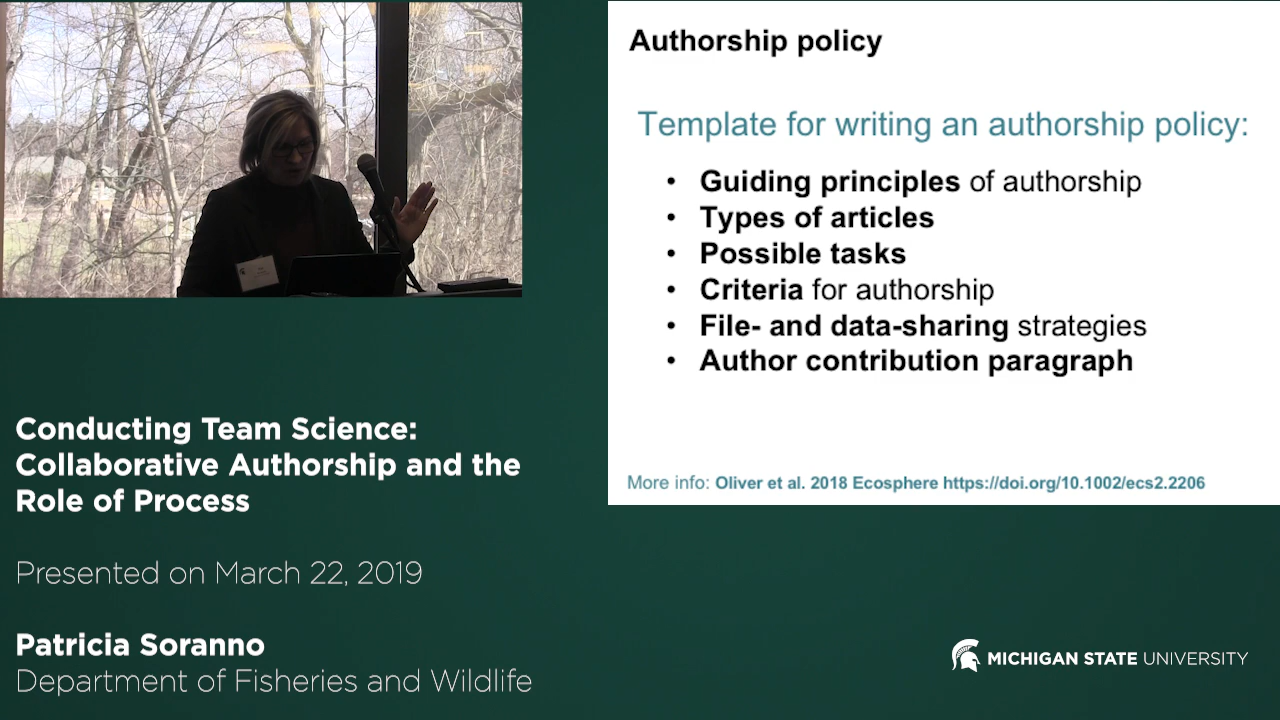 Authorship policy
Template for writing an authorship policy:
• Guiding principles of authorship
• Types of articles
• Possible tasks
• Criteria for authorship
• File- and data-sharing strategies
• Author contribution paragraph
More info: Oliver et al. 2018 Ecosphere https://doi.org/10.1002/ecs2.2206
Conducting Team Science:
Collaborative Authorship and the
Role of Process
Presented on March 22, 2019
Patricia Soranno
Department of Fisheries and Wildlife
MICHIGAN STATE UNIVERSITY